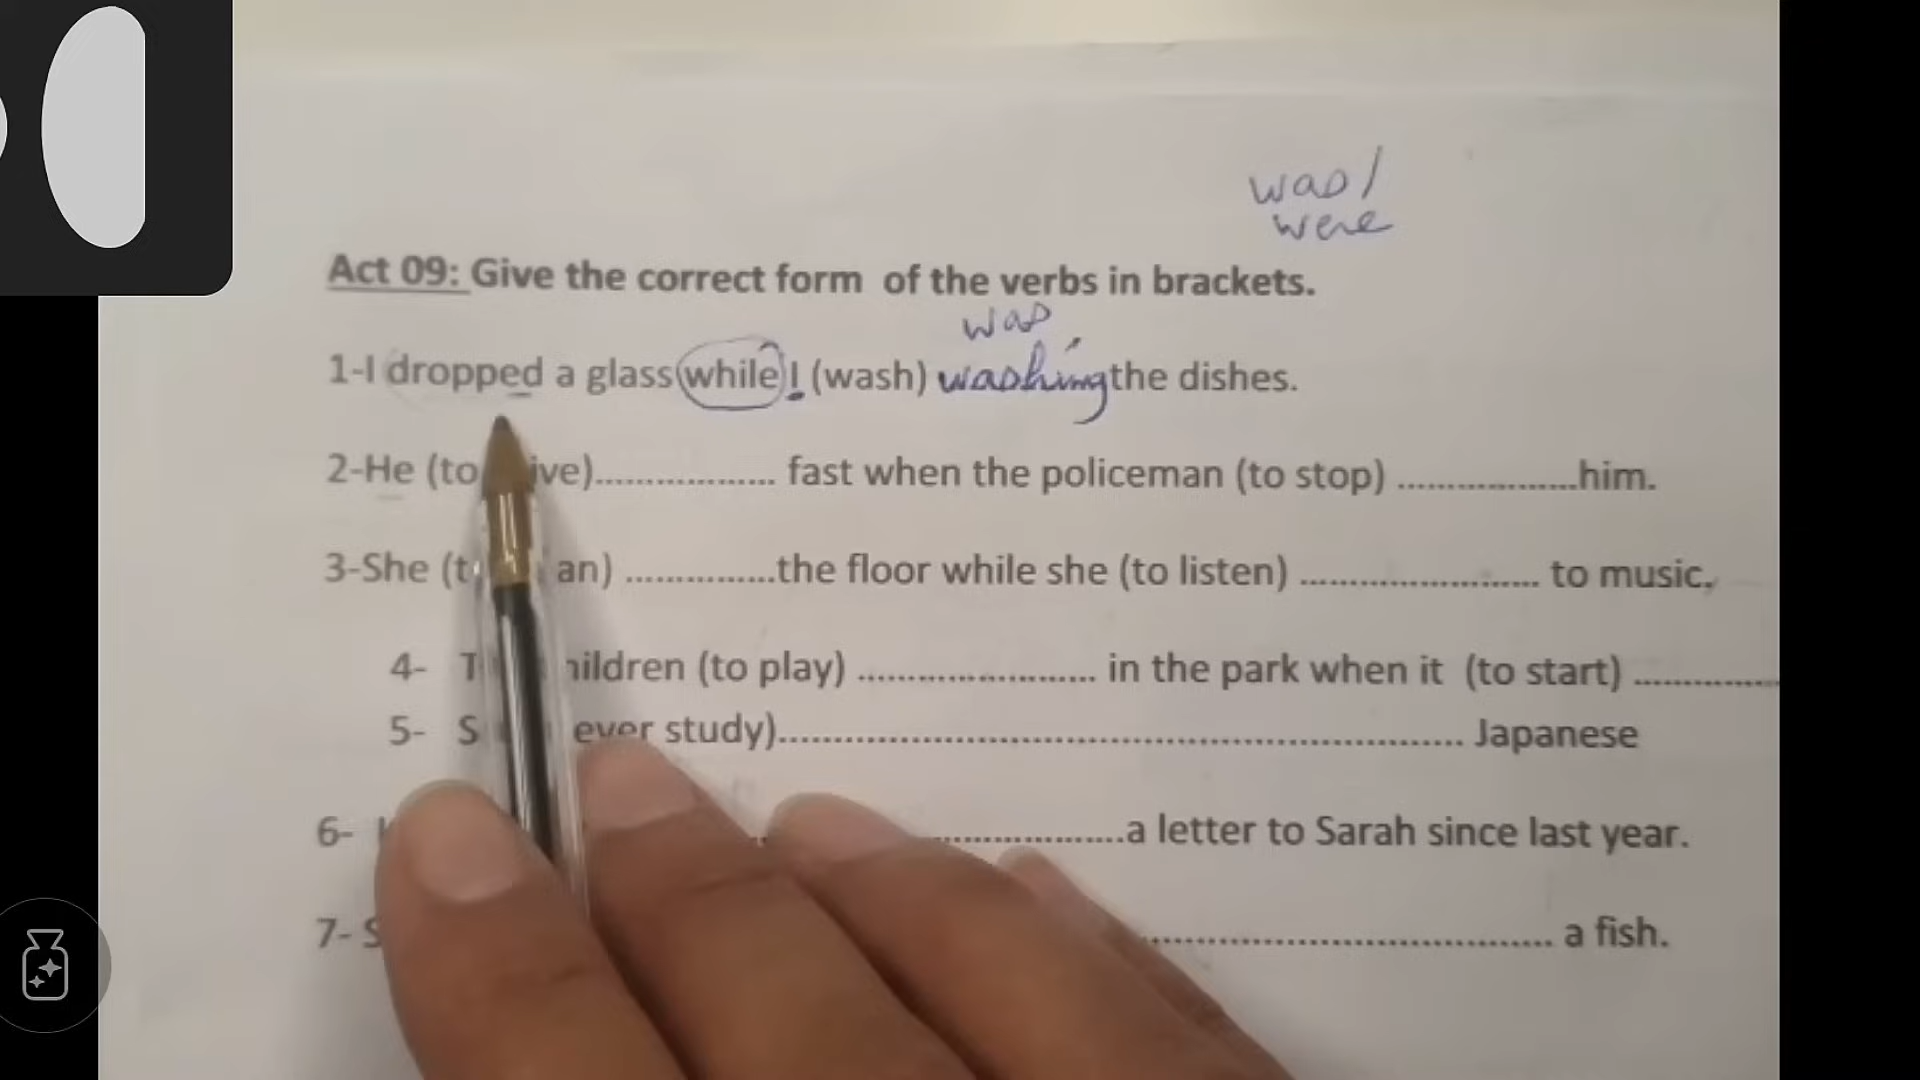 was/
were
Act 09: Give the correct form of the verbs in brackets.
was
1-I dropped a glass while I (wash) washing the dishes.
2-He (to ive)................. fast when the policeman (to stop) .................him.
3-She (t an) ..............the floor while she (to listen) ....................... to music.
4- T hildren (to play) ...................... in the park when it (to start) ..............
5- S ever study)................................................................ Japanese
6- ..................a letter to Sarah since last year.
7- S ...................................... a fish.